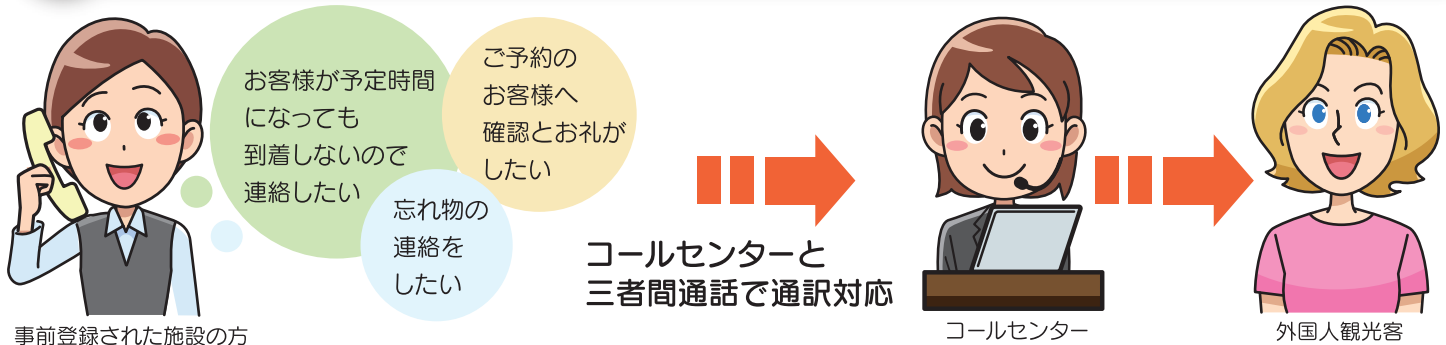 お客様が予定時間
になっても
到着しないので
連絡したい
ご予約の
お客様へ
確認とお礼が
したい
忘れ物の
連絡を
したい
コールセンターと
三者間通話で通訳対応
事前登録された施設の方
コールセンター
外国人観光客